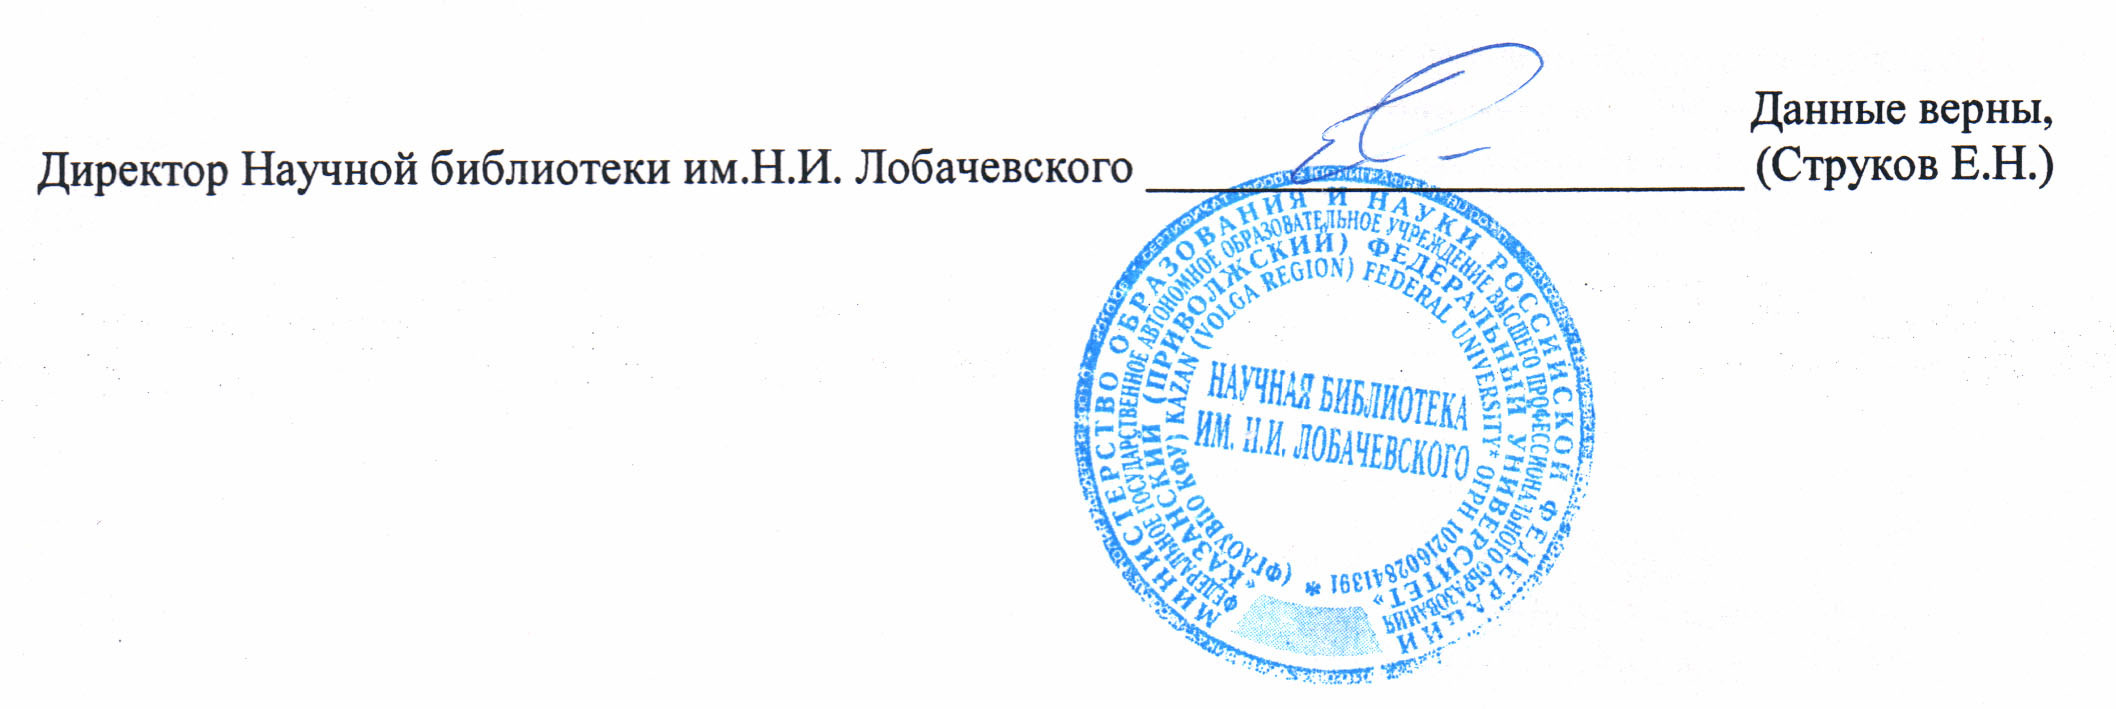 Данные верны,
Директор Научной библиотеки им.Н.И. Лобачевского (Струков Е.Н.)
МИНИСТЕРСТВО ОБРАЗОВАНИЯ И НАУКИ РОССИЙСКОЙ ФЕДЕРАЦИИ
ФЕДЕРАЛЬНОЕ ГОСУДАРСТВЕННОЕ АВТОНОМНОЕ ОБРАЗОВАТЕЛЬНОЕ УЧРЕЖДЕНИЕ ВЫСШЕГО ПРОФЕССИОНАЛЬНОГО ОБРАЗОВАНИЯ
"КАЗАНСКИЙ (ПРИВОЛЖСКИЙ) ФЕДЕРАЛЬНЫЙ УНИВЕРСИТЕТ"
(ФГАОУВПО КФУ) KAZAN (VOLGA REGION) FEDERAL UNIVERSITY* ОГРН 1021602841391 *
НАУЧНАЯ БИБЛИОТЕКА
ИМ. Н.И. ЛОБАЧЕВСКОГО